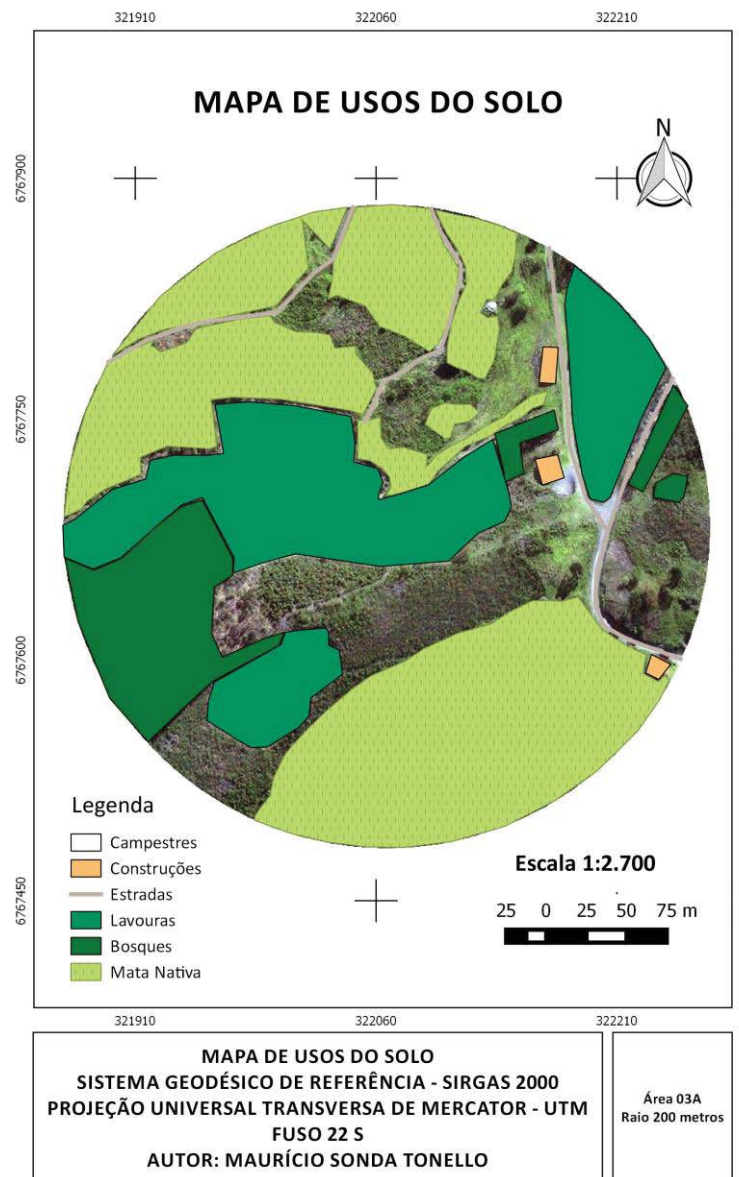 321910 322060 322210
MAPA DE USOS DO SOLO
N
6767900
6767750
6767600
6767450
Legenda
Campestres
Construções
Estradas
Lavouras
Bosques
Mata Nativa
Escala 1:2.700
25 0 25 50 75 m
321910 322060 322210
MAPA DE USOS DO SOLO
SISTEMA GEODÉSICO DE REFERÊNCIA - SIRGAS 2000
PROJEÇÃO UNIVERSAL TRANSVERSA DE MERCATOR - UTM
FUSO 22 S
AUTOR: MAURÍCIO SONDA TONELLO
Área 03A
Raio 200 metros